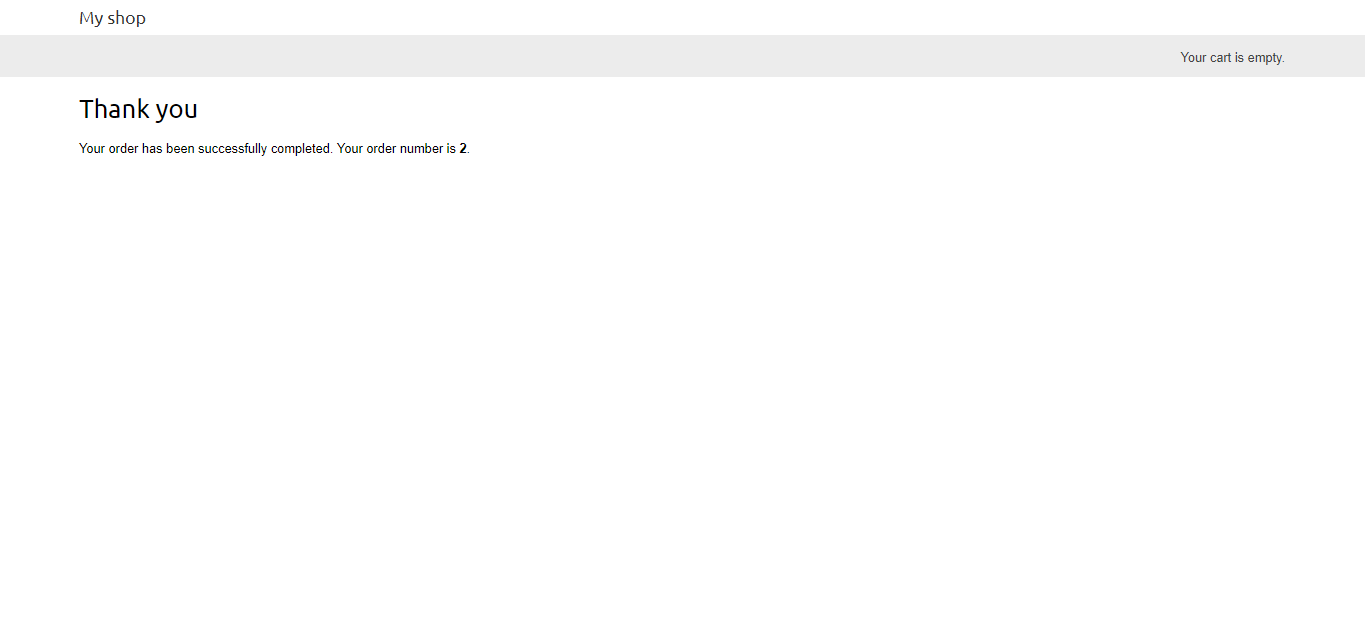 My shop
Your cart is empty.
Thank you
Your order has been successfully completed. Your order number is 2.